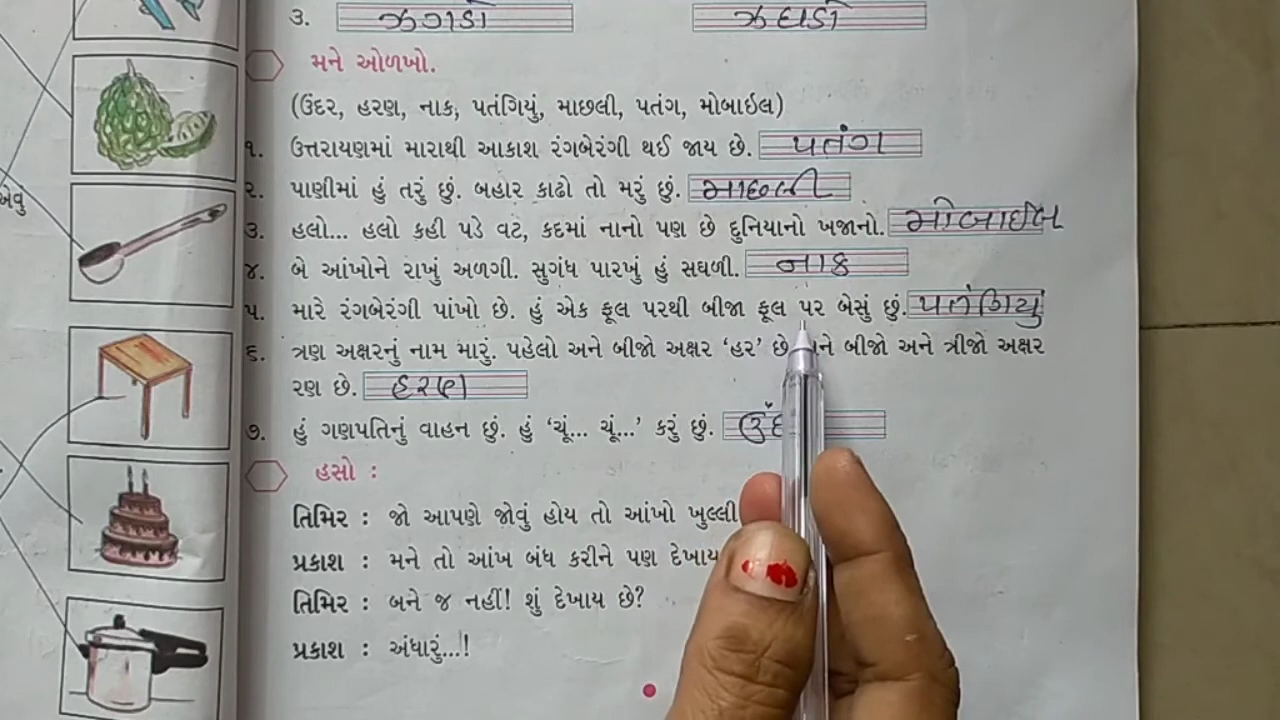 ૩. ઝગડો ઝઘડો
મને ઓળખો.
(ઉંદર, હરણ, નાક, પતંગિયું, માછલી, પતંગ, મોબાઇલ)
૧. ઉત્તરાયણમાં મારાથી આકાશ રંગબેરંગી થઈ જાય છે. પતંગ
૨. પાણીમાં હું તરું છું. બહાર કાઢો તો મરું છું. માછલી
૩. હલો... હલો કહી પડે વટ, કદમાં નાનો પણ છે દુનિયાનો ખજાનો. મોબાઈલ
૪. બે આંખોને રાખું અળગી. સુગંધ પારખું હું સઘળી. નાક
૫. મારે રંગબેરંગી પાંખો છે. હું એક ફૂલ પરથી બીજા ફૂલ પર બેસું છું. પતંગિયું
૬. ત્રણ અક્ષરનું નામ મારું. પહેલો અને બીજો અક્ષર ‘હર’ છે અને બીજો અને ત્રીજો અક્ષર
રણ છે. હરણ
૭. હું ગણપતિનું વાહન છું. હું ‘ચૂં... ચૂં...’ કરું છું.
હસો :
તિમિર : જો આપણે જોવું હોય તો આંખો ખુલ્લી
પ્રકાશ : મને તો આંખ બંધ કરીને પણ દેખાય
તિમિર : બને જ નહીં! શું દેખાય છે?
પ્રકાશ : અંધારું...!